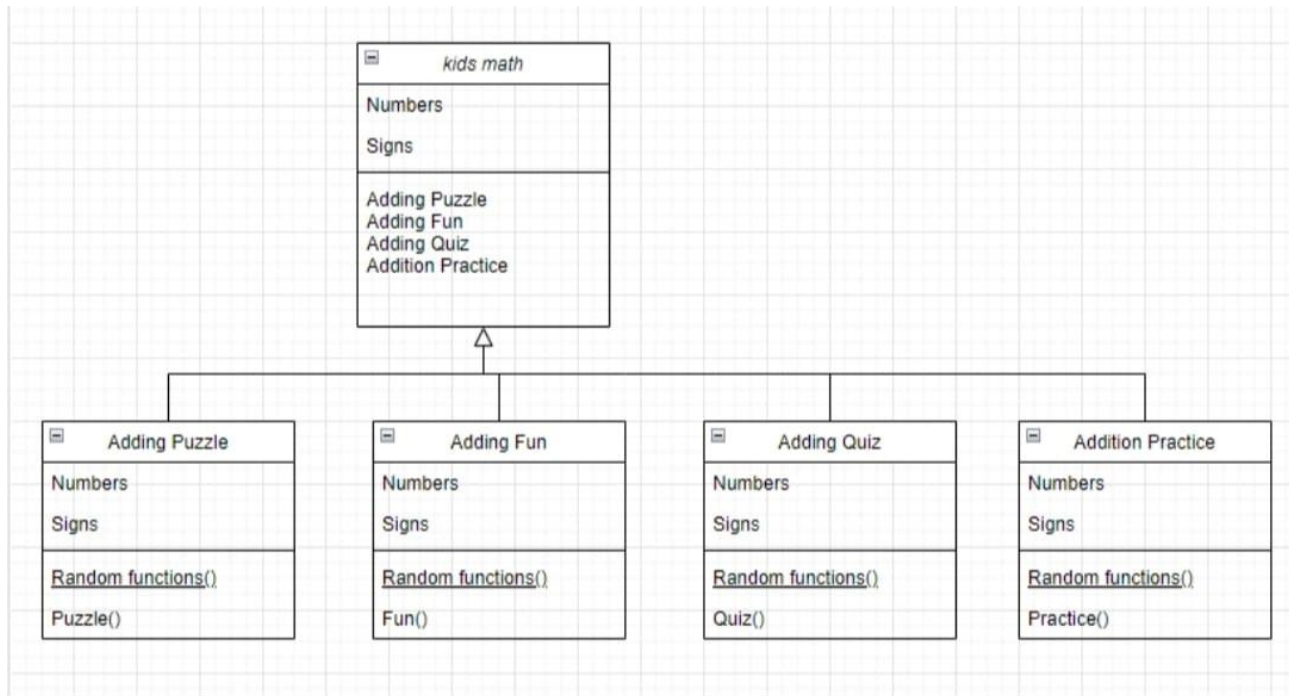 kids math
Numbers
Signs
Adding Puzzle
Adding Fun
Adding Quiz
Addition Practice
Adding Puzzle
Numbers
Signs
Random functions()
Puzzle()
Adding Fun
Numbers
Signs
Random functions()
Fun()
Adding Quiz
Numbers
Signs
Random functions()
Quiz()
Addition Practice
Numbers
Signs
Random functions()
Practice()